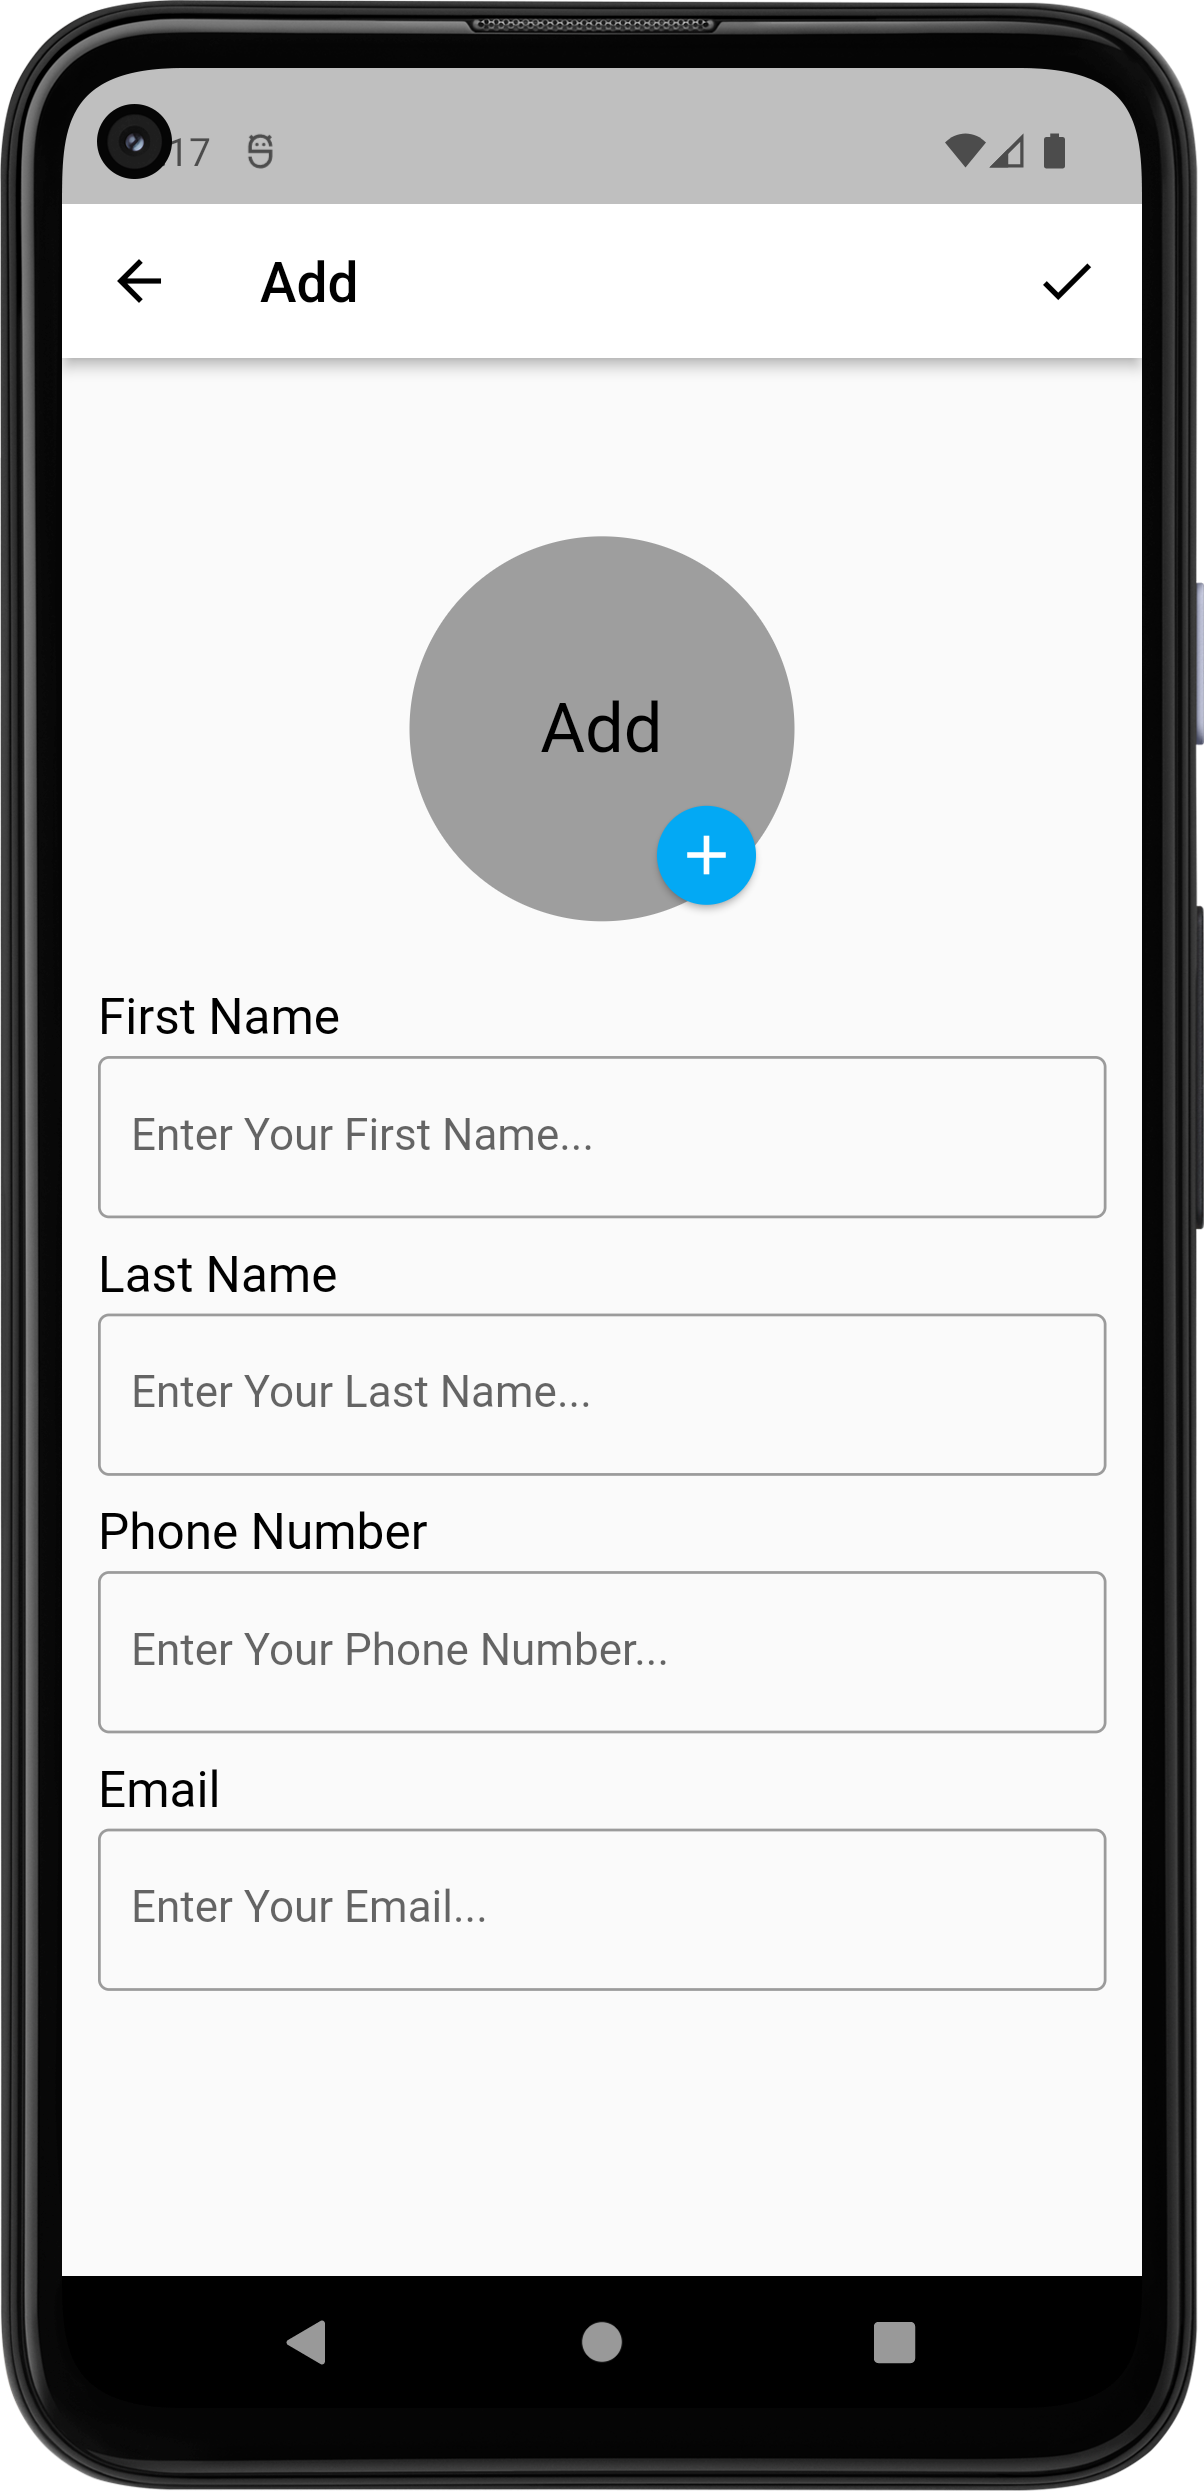 17
Add
Add
First Name
Enter Your First Name...
Last Name
Enter Your Last Name...
Phone Number
Enter Your Phone Number...
Email
Enter Your Email...